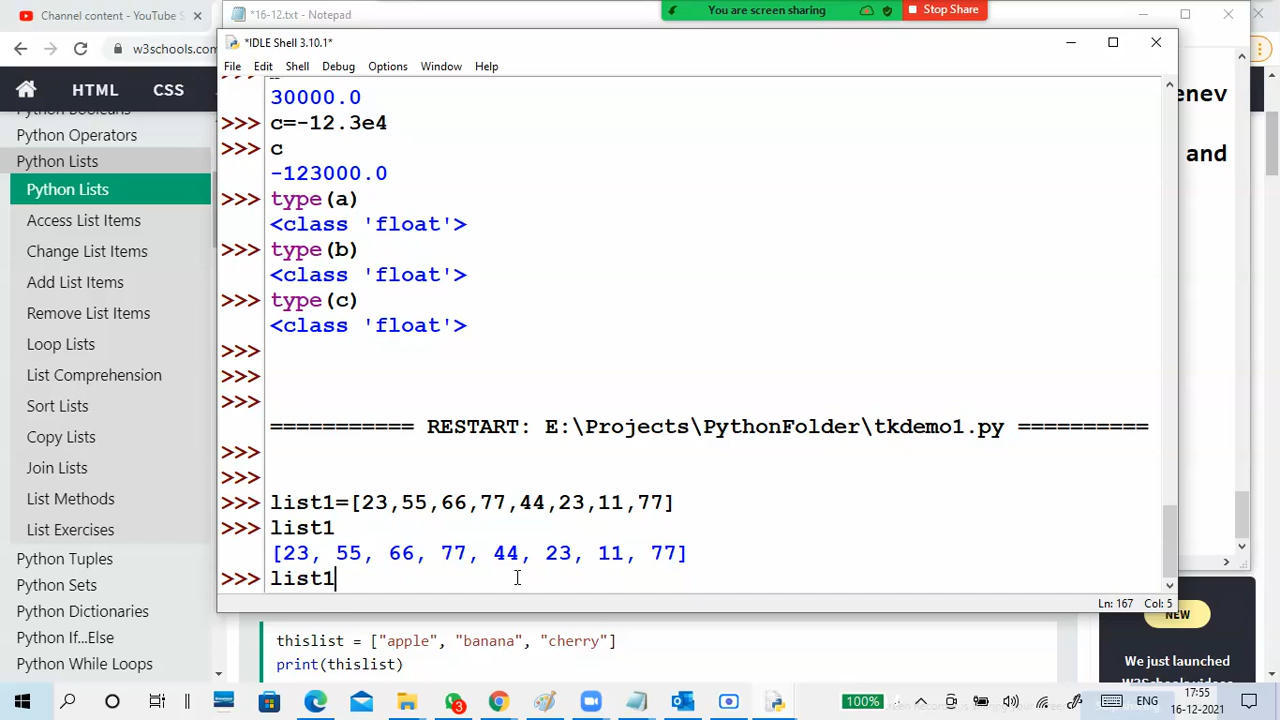 Channel content - YouTube S
*16-12.txt - Notepad
You are screen sharing
Stop Share
w3schools.com
*IDLE Shell 3.10.1*
File Edit Shell Debug Options Window Help
HTML CSS
Python Operators
Python Lists
Python Lists
Access List Items
Change List Items
Add List Items
Remove List Items
Loop Lists
List Comprehension
Sort Lists
Copy Lists
Join Lists
List Methods
List Exercises
Python Tuples
Python Sets
Python Dictionaries
Python If...Else
Python While Loops
30000.0
>>> c=-12.3e4
>>> c
-123000.0
>>> type(a)
<class 'float'>
>>> type(b)
<class 'float'>
>>> type(c)
<class 'float'>
>>>
>>>
>>>
=========== RESTART: E:\Projects\PythonFolder\tkdemo1.py ==========
>>>
>>>
>>> list1=[23,55,66,77,44,23,11,77]
>>> list1
[23, 55, 66, 77, 44, 23, 11, 77]
>>> list1
Ln: 167 Col: 5
enev
and
thislist = ["apple", "banana", "cherry"]
print(thislist)
NEW
We just launched
W3Schools videos
3
100%
ENG
17:55
16-12-2021